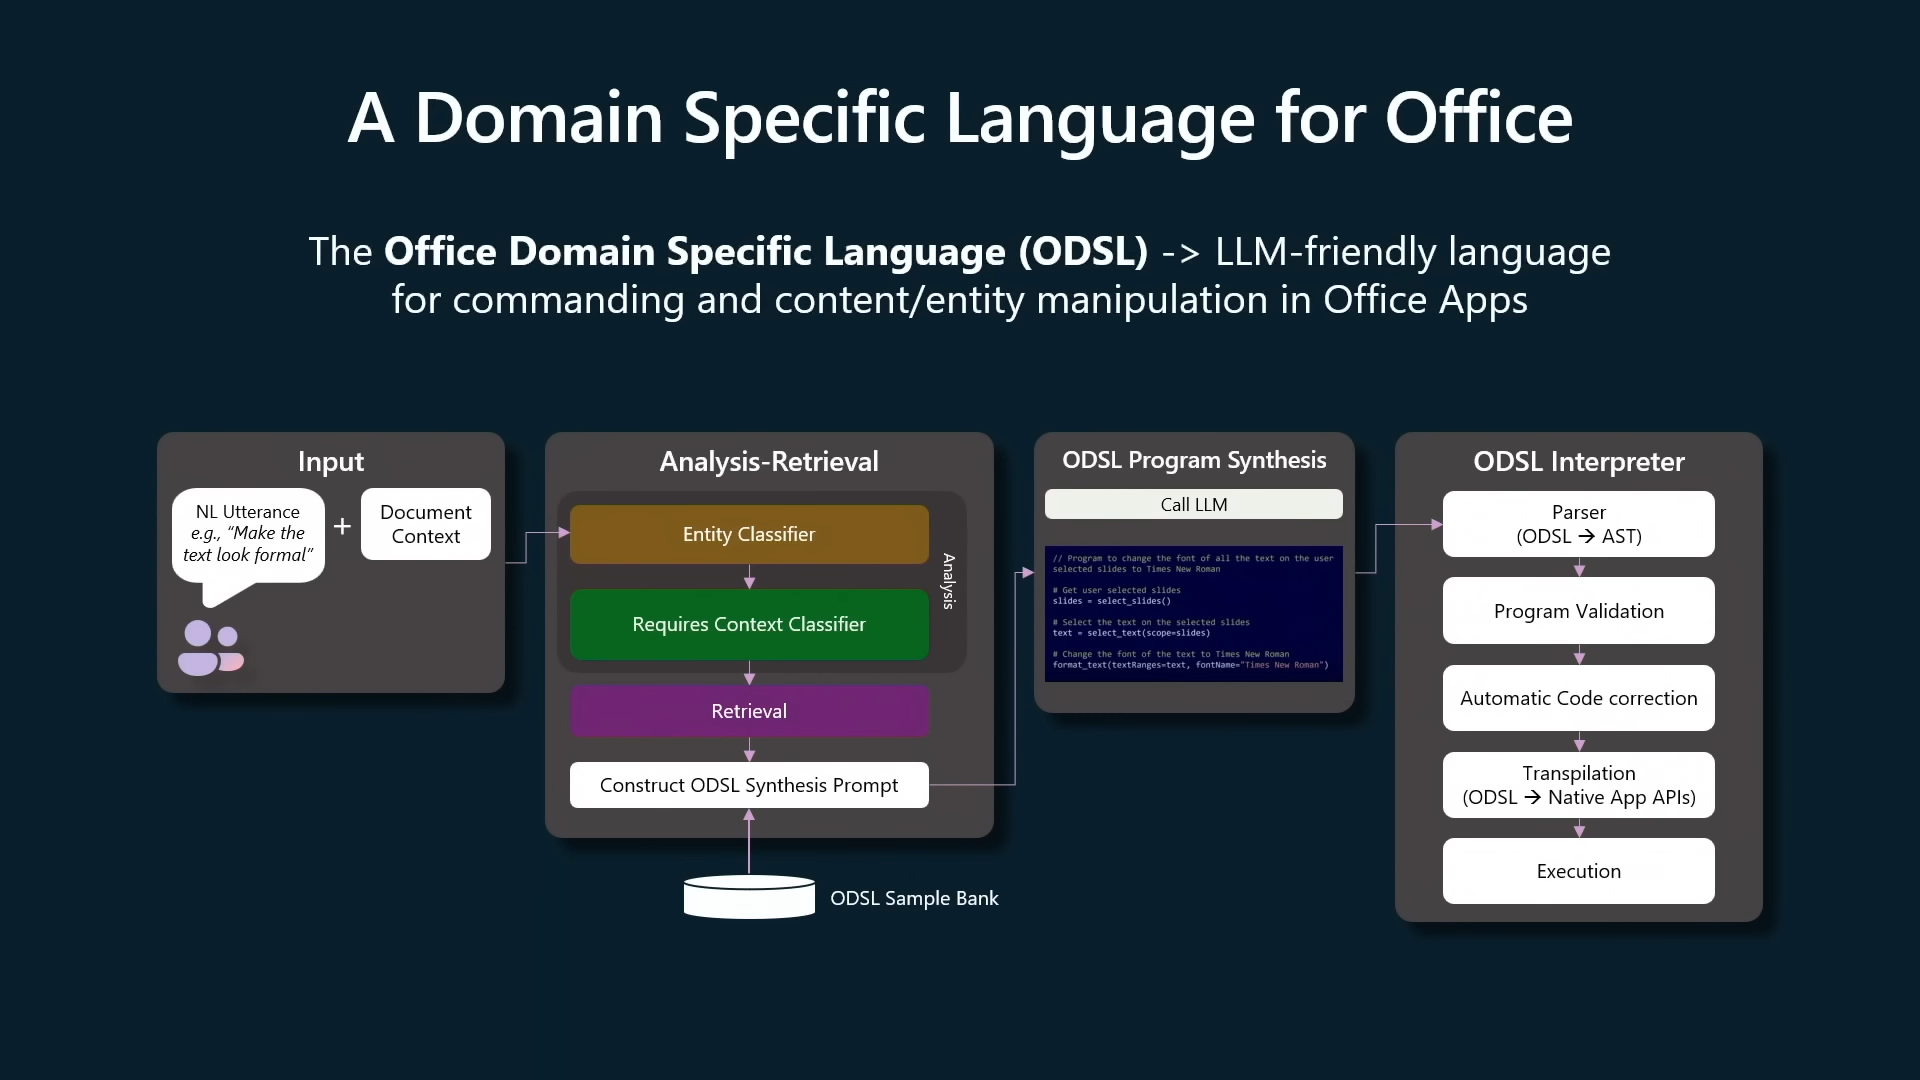 A Domain Specific Language for Office
The Office Domain Specific Language (ODSL) -> LLM-friendly language
for commanding and content/entity manipulation in Office Apps
Input
NL Utterance
e.g., “Make the
text look formal”
+
Document
Context
Analysis-Retrieval
Entity Classifier
Requires Context Classifier
Analysis
Retrieval
Construct ODSL Synthesis Prompt
ODSL Sample Bank
ODSL Program Synthesis
Call LLM
// Program to change the font of all the text on the user
selected slides to Times New Roman
# Get user selected slides
slides = select_slides()
# Select the text on the selected slides
text = select_text(scope=slides)
# Change the font of the text to Times New Roman
format_text(textRanges=text, fontName="Times New Roman")
ODSL Interpreter
Parser
(ODSL → AST)
Program Validation
Automatic Code correction
Transpilation
(ODSL → Native App APIs)
Execution